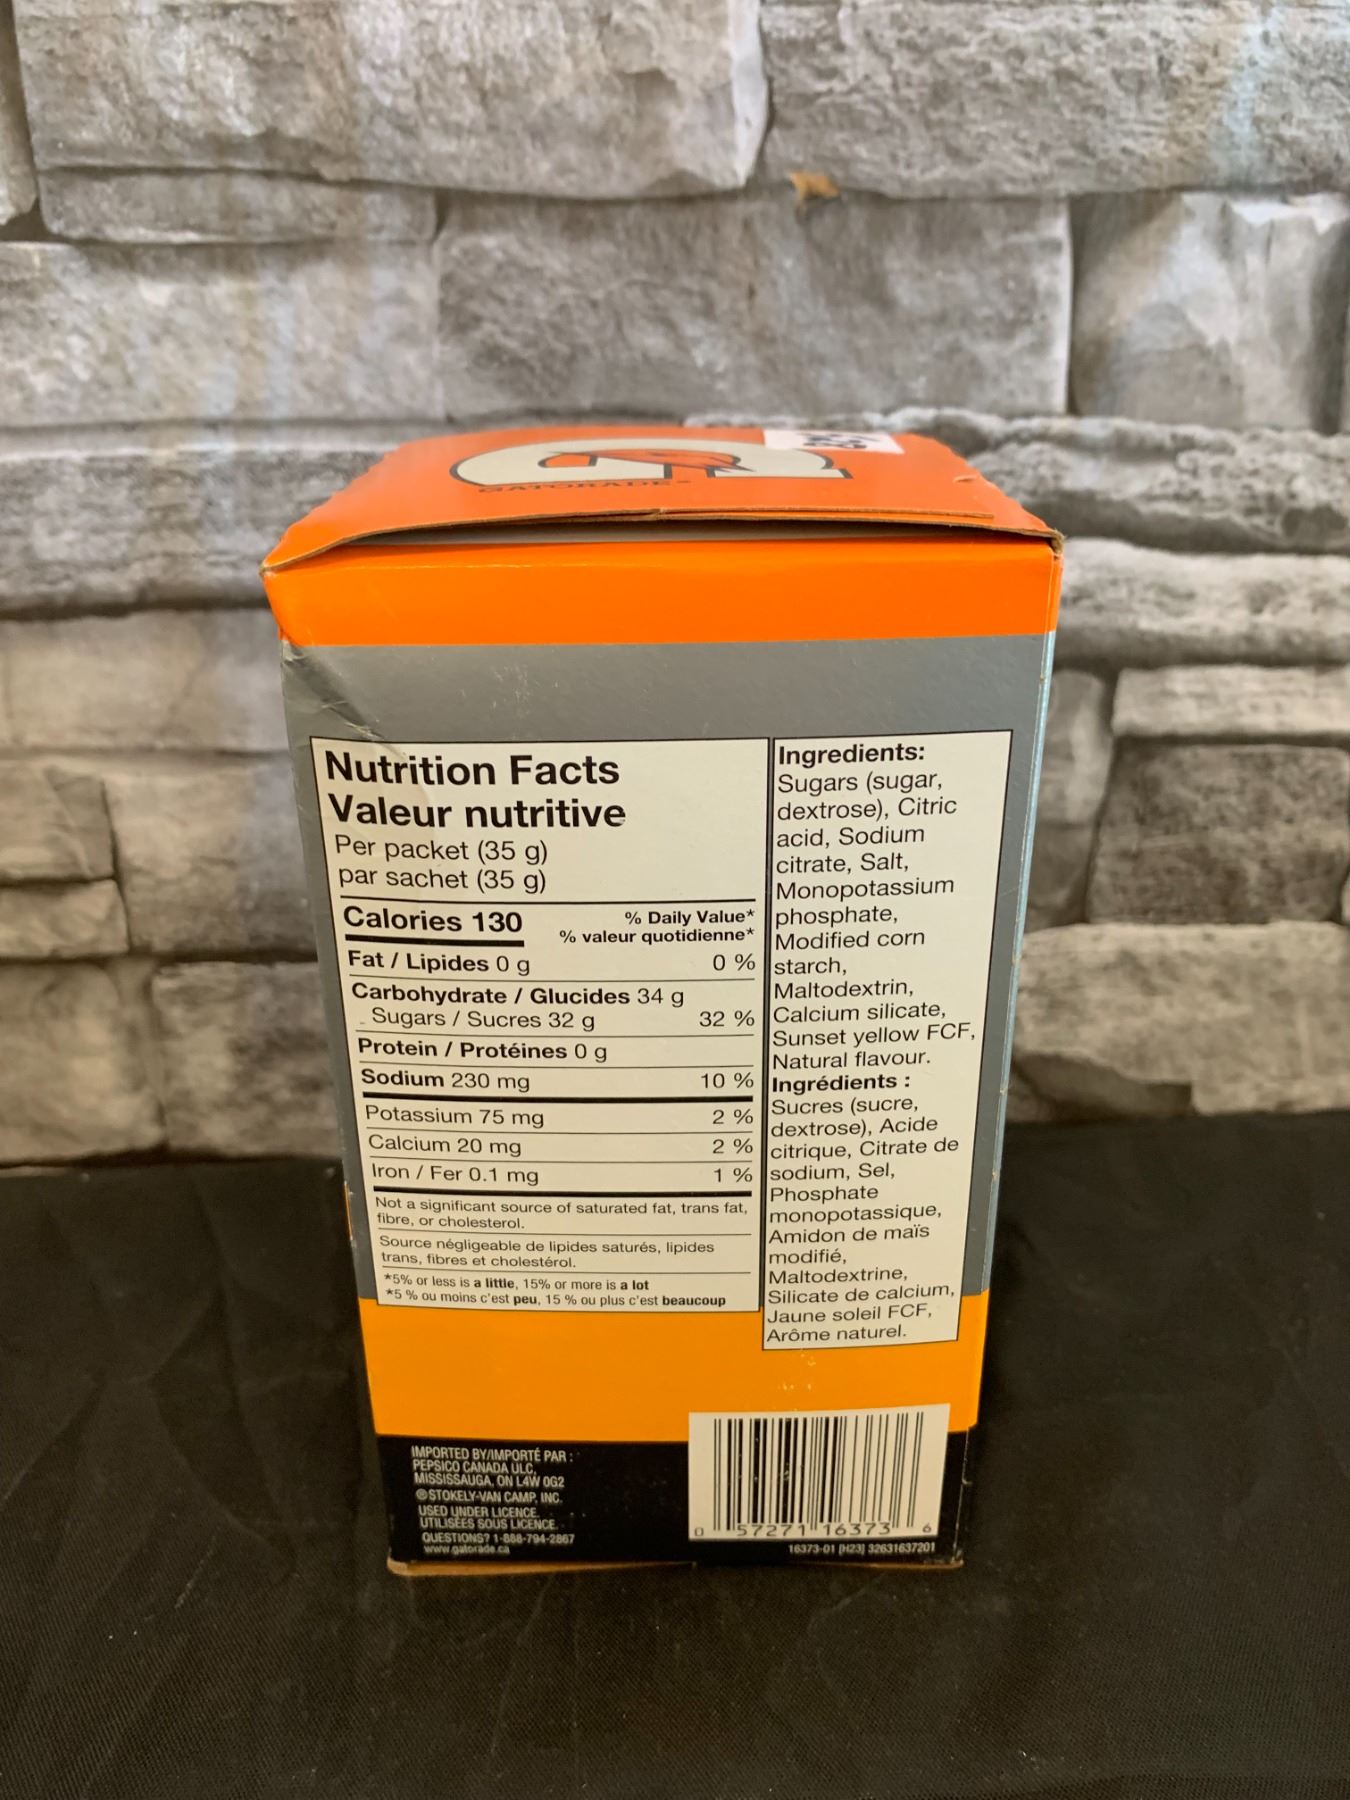 GATORADE
Nutrition Facts
Valeur nutritive
Per packet (35 g)
par sachet (35 g)
Calories 130
% Daily Value*
% valeur quotidienne*
Fat / Lipides 0 g 0 %
Carbohydrate / Glucides 34 g
Sugars / Sucres 32 g 32 %
Protein / Protéines 0 g
Sodium 230 mg 10 %
Potassium 75 mg 2 %
Calcium 20 mg 2 %
Iron / Fer 0.1 mg 1 %
Not a significant source of saturated fat, trans fat,
fibre, or cholesterol.
Source négligeable de lipides saturés, lipides
trans, fibres et cholestérol.
*5% or less is a little, 15% or more is a lot
*5 % ou moins c'est peu, 15 % ou plus c'est beaucoup
Ingredients:
Sugars (sugar,
dextrose), Citric
acid, Sodium
citrate, Salt,
Monopotassium
phosphate,
Modified corn
starch,
Maltodextrin,
Calcium silicate,
Sunset yellow FCF,
Natural flavour.
Ingrédients :
Sucres (sucre,
dextrose), Acide
citrique, Citrate de
sodium, Sel,
Phosphate
monopotassique,
Amidon de maïs
modifié,
Maltodextrine,
Silicate de calcium,
Jaune soleil FCF,
Arôme naturel.
IMPORTED BY/IMPORTÉ PAR :
PEPSICO CANADA ULC,
MISSISSAUGA, ON L4W 0G2
®STOKELY-VAN CAMP, INC.
USED UNDER LICENCE.
UTILISÉES SOUS LICENCE.
QUESTIONS? 1-888-794-2867
www.gatorade.ca
0 57271 16373 6
16373-01 [H23] 32631637201